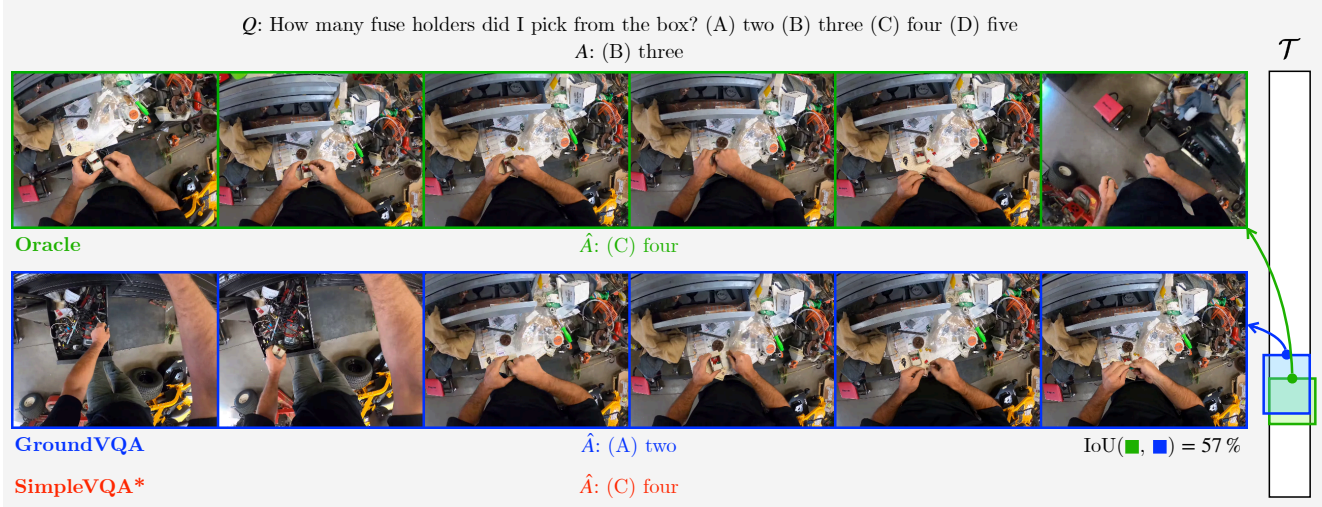 Q: How many fuse holders did I pick from the box? (A) two (B) three (C) four (D) five
A: (B) three
𝒯
Oracle
Â: (C) four
GroundVQA
Â: (A) two
IoU(■, ■) = 57 %
SimpleVQA*
Â: (C) four